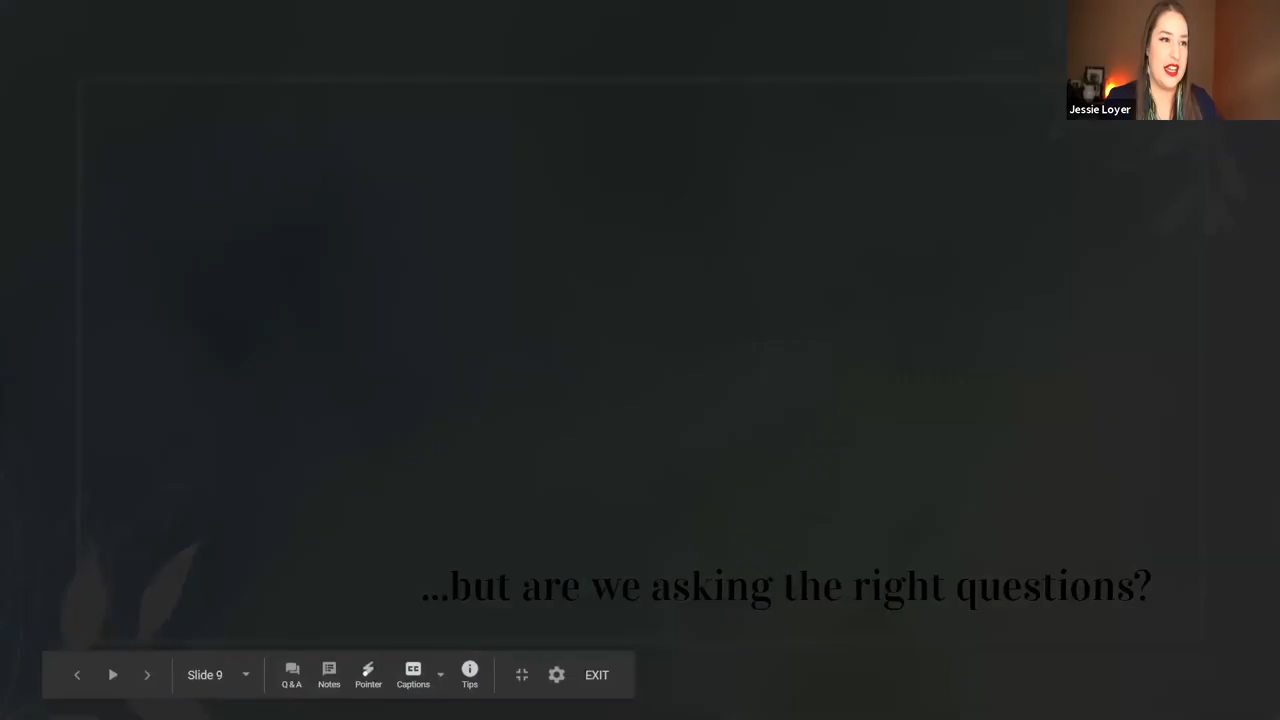 Jessie Loyer
...but are we asking the right questions?
Slide 9
Q & A
Notes
Pointer
Captions
Tips
EXIT